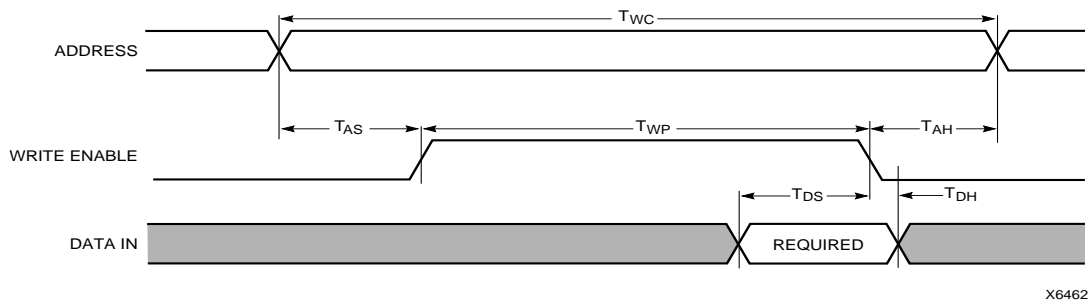 TWC
ADDRESS
TAS TWP TAH
WRITE ENABLE
TDS TDH
DATA IN REQUIRED
X6462